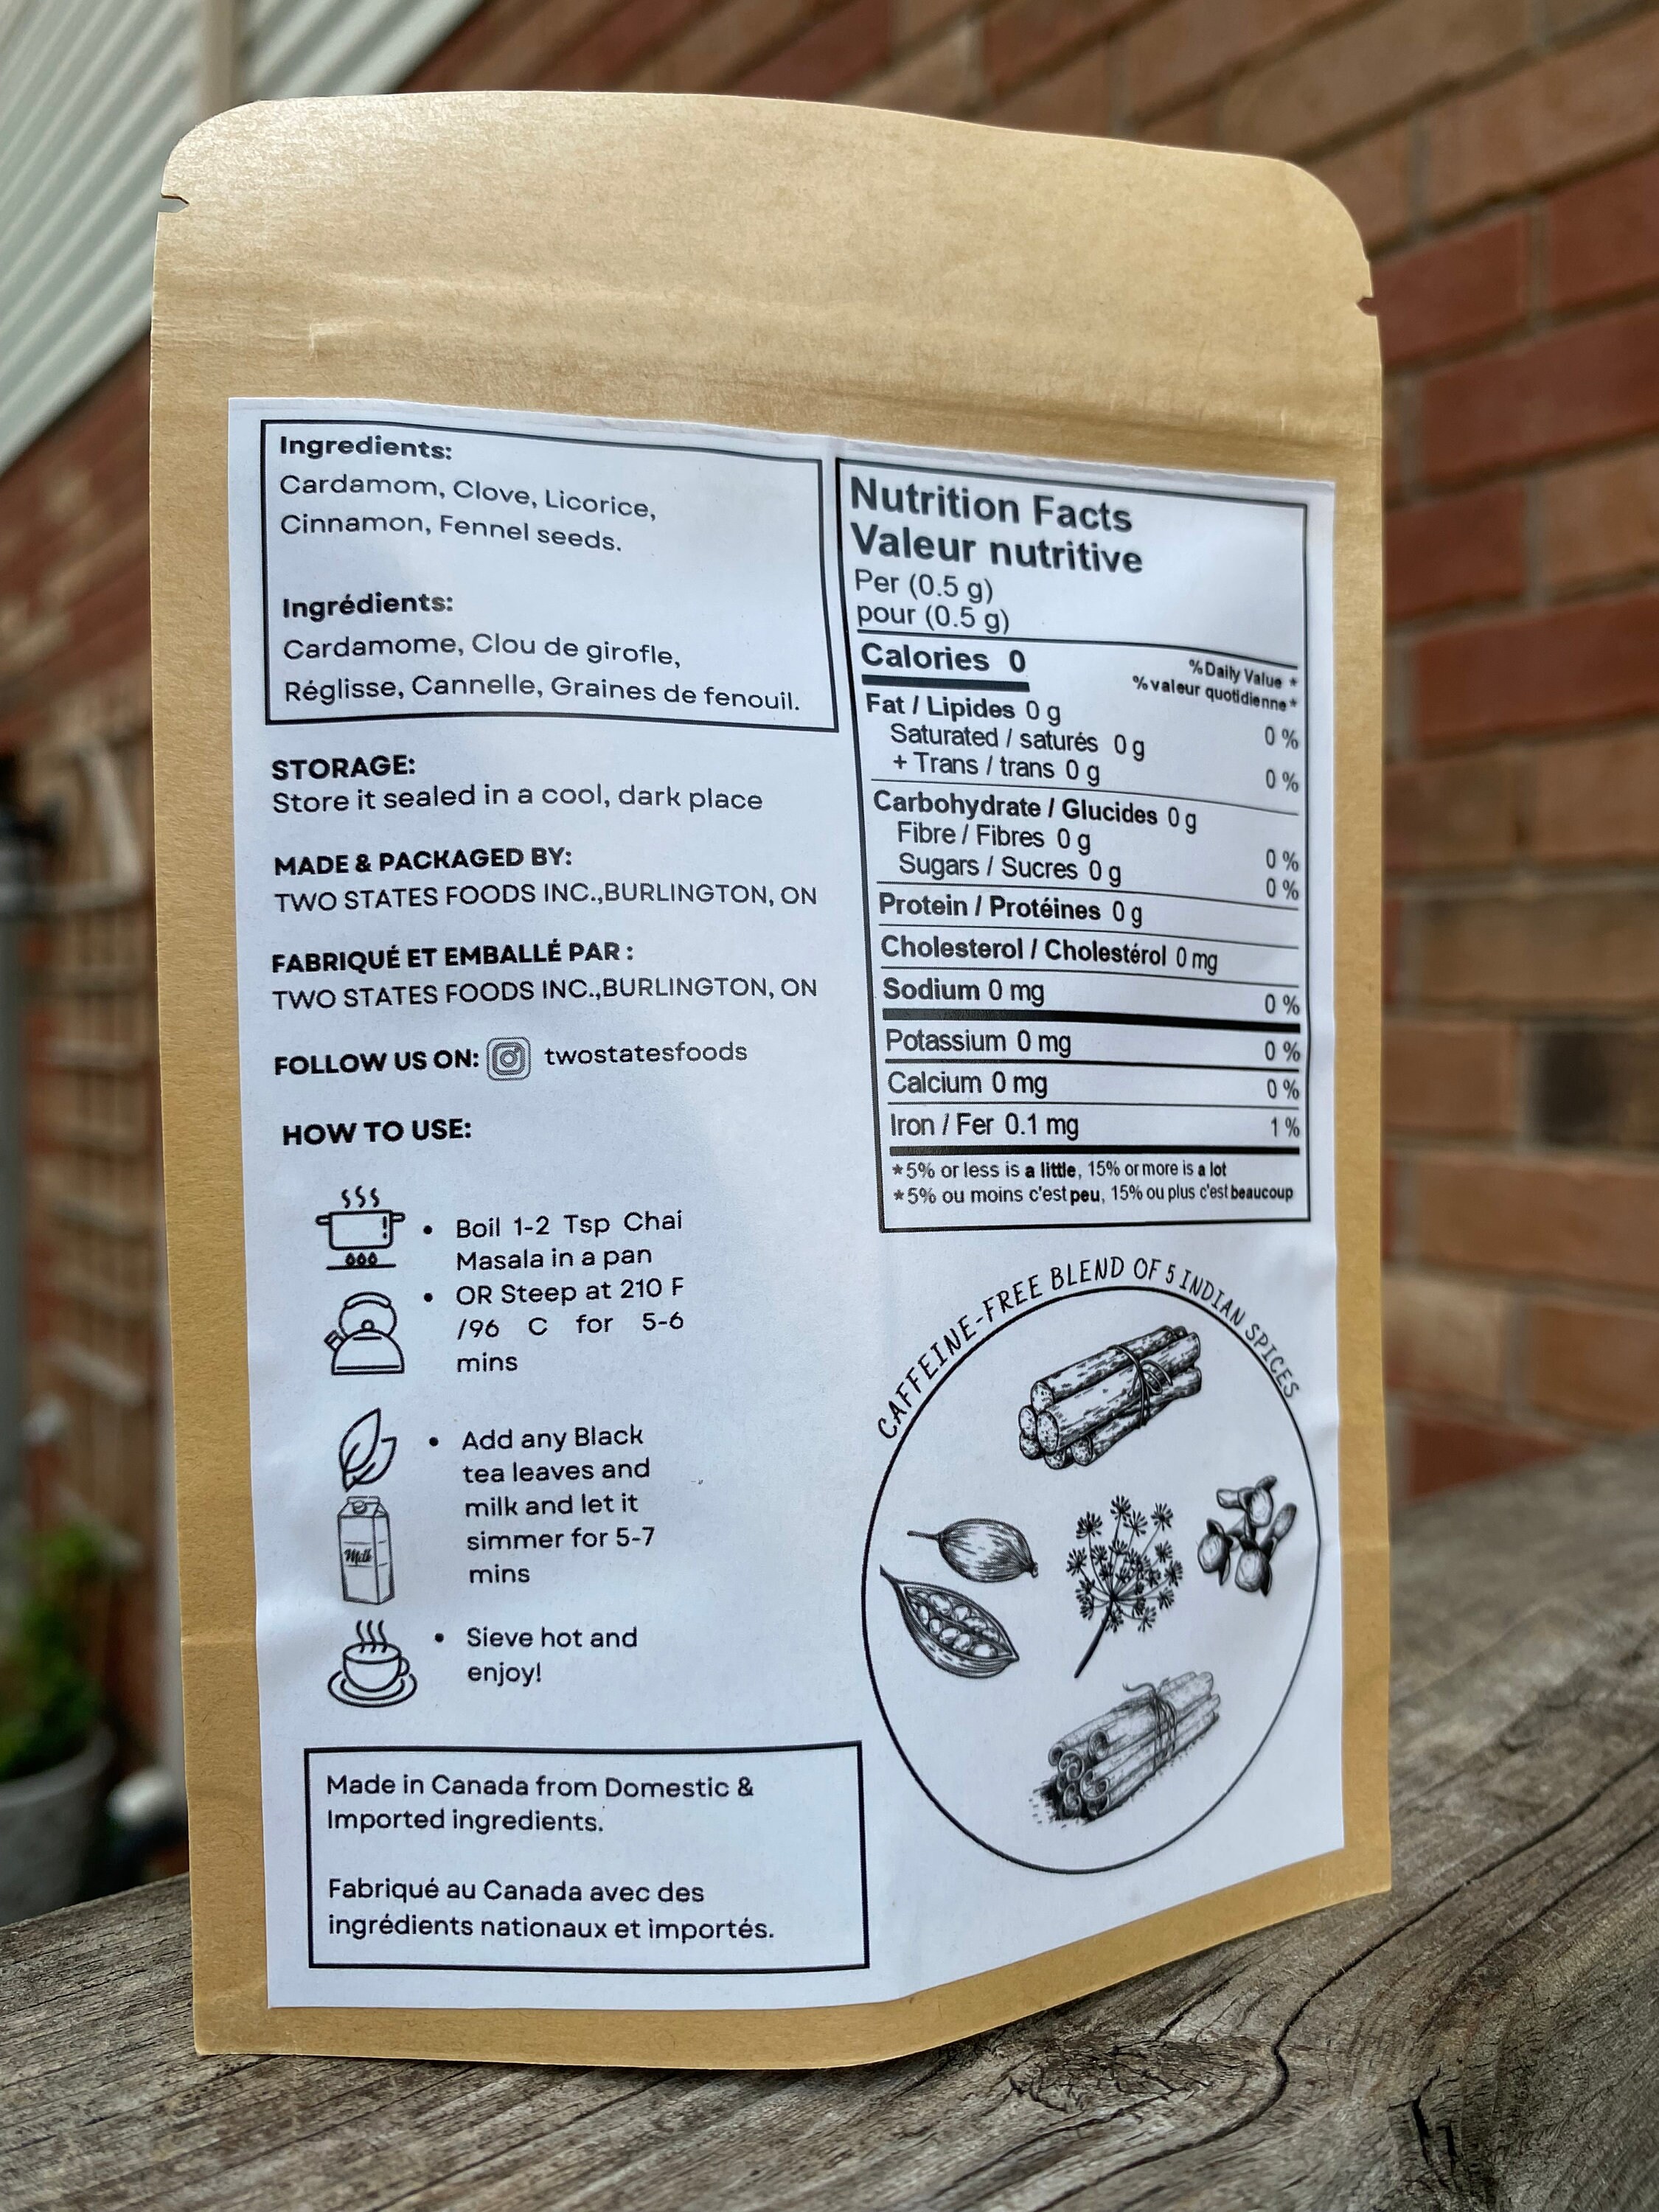 Ingredients:
Cardamom, Clove, Licorice,
Cinnamon, Fennel seeds.
Ingrédients:
Cardamome, Clou de girofle,
Réglisse, Cannelle, Graines de fenouil.
STORAGE:
Store it sealed in a cool, dark place
MADE & PACKAGED BY:
TWO STATES FOODS INC.,BURLINGTON, ON
FABRIQUÉ ET EMBALLÉ PAR :
TWO STATES FOODS INC.,BURLINGTON, ON
FOLLOW US ON: twostatesfoods
HOW TO USE:
• Boil 1-2 Tsp Chai
Masala in a pan
• OR Steep at 210 F
/96 C for 5-6
mins
• Add any Black
tea leaves and
milk and let it
simmer for 5-7
mins
Milk
• Sieve hot and
enjoy!
Made in Canada from Domestic &
Imported ingredients.
Fabriqué au Canada avec des
ingrédients nationaux et importés.
Nutrition Facts
Valeur nutritive
Per (0.5 g)
pour (0.5 g)
Calories 0
% Daily Value *
% valeur quotidienne*
Fat / Lipides 0 g 0 %
Saturated / saturés 0 g
+ Trans / trans 0 g 0 %
Carbohydrate / Glucides 0 g
Fibre / Fibres 0 g 0 %
Sugars / Sucres 0 g 0 %
Protein / Protéines 0 g
Cholesterol / Cholestérol 0 mg
Sodium 0 mg 0 %
Potassium 0 mg 0 %
Calcium 0 mg 0 %
Iron / Fer 0.1 mg 1 %
*5% or less is a little, 15% or more is a lot
*5% ou moins c'est peu, 15% ou plus c'est beaucoup
CAFFEINE-FREE BLEND OF 5 INDIAN SPICES